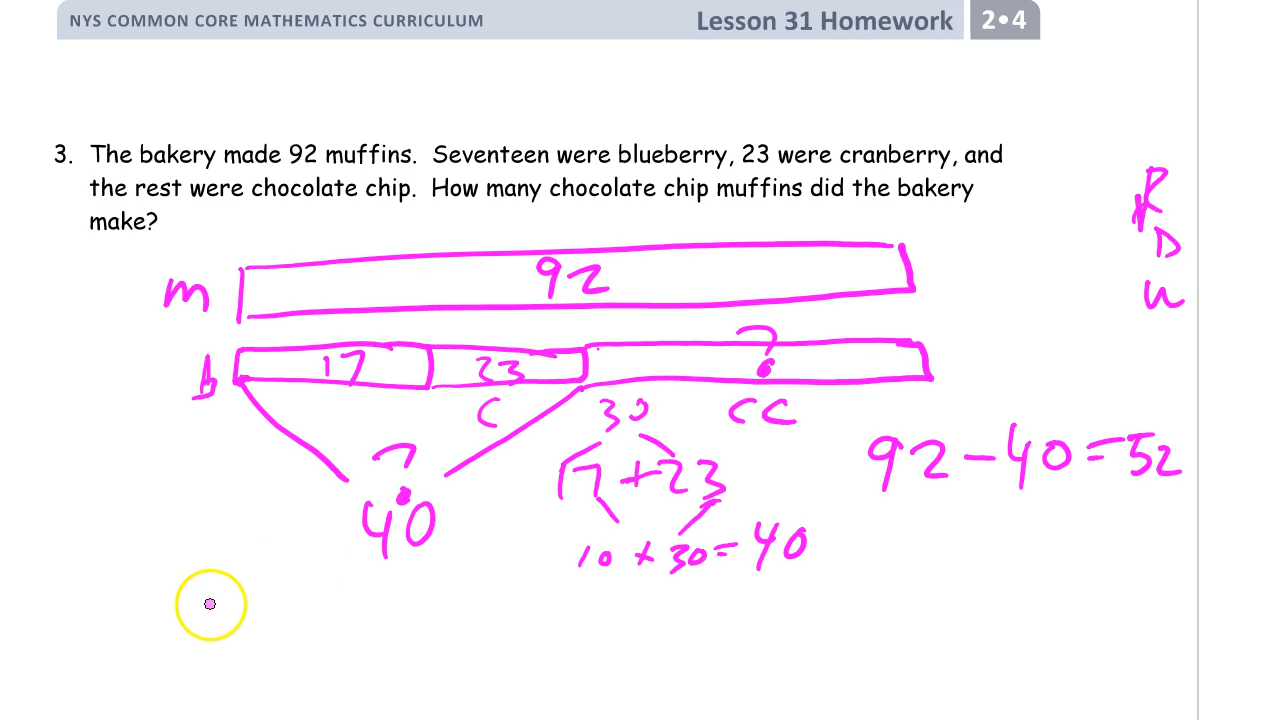 NYS COMMON CORE MATHEMATICS CURRICULUM Lesson 31 Homework 2•4
3. The bakery made 92 muffins. Seventeen were blueberry, 23 were cranberry, and
the rest were chocolate chip. How many chocolate chip muffins did the bakery
make?
R
D
W
m 92
b 17 23 ?
C 30 CC
? 17 + 23 92 - 40 = 52
40 10 + 30 = 40